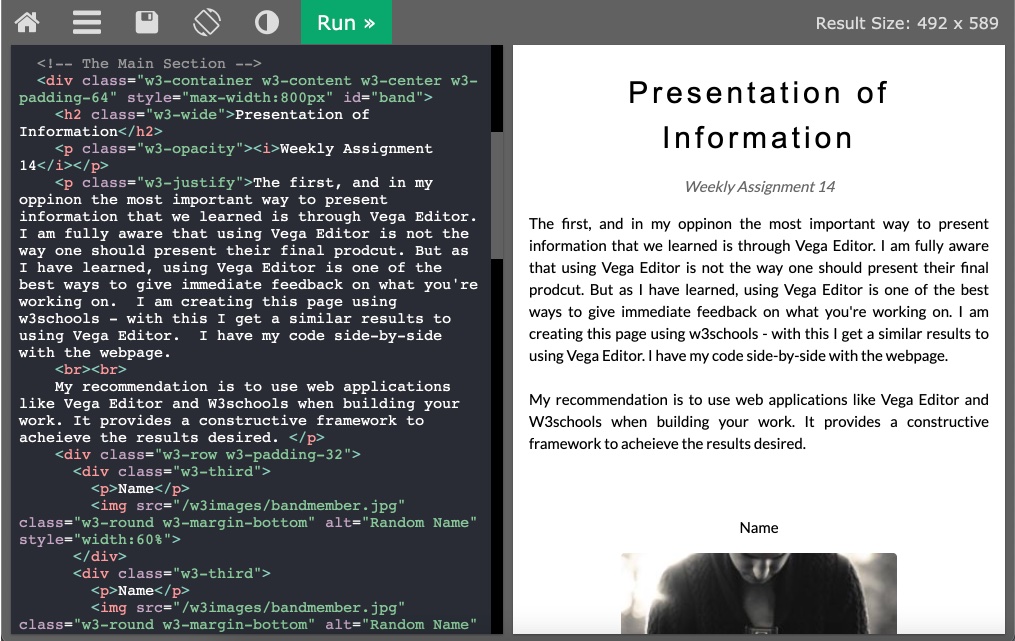 Run »
Result Size: 492 x 589
<!-- The Main Section -->
<div class="w3-container w3-content w3-center w3-
padding-64" style="max-width:800px" id="band">
<h2 class="w3-wide">Presentation of
Information</h2>
<p class="w3-opacity"><i>Weekly Assignment
14</i></p>
<p class="w3-justify">The first, and in my
oppinon the most important way to present
information that we learned is through Vega Editor.
I am fully aware that using Vega Editor is not the
way one should present their final prodcut. But as
I have learned, using Vega Editor is one of the
best ways to give immediate feedback on what you're
working on.  I am creating this page using
w3schools - with this I get a similar results to
using Vega Editor.  I have my code side-by-side
with the webpage.
<br><br>
My recommendation is to use web applications
like Vega Editor and W3schools when building your
work. It provides a constructive framework to
acheieve the results desired. </p>
<div class="w3-row w3-padding-32">
<div class="w3-third">
<p>Name</p>
<img src="/w3images/bandmember.jpg"
class="w3-round w3-margin-bottom" alt="Random Name"
style="width:60%">
</div>
<div class="w3-third">
<p>Name</p>
<img src="/w3images/bandmember.jpg"
class="w3-round w3-margin-bottom" alt="Random Name"
Presentation of
Information
Weekly Assignment 14
The first, and in my oppinon the most important way to present
information that we learned is through Vega Editor. I am fully aware
that using Vega Editor is not the way one should present their final
prodcut. But as I have learned, using Vega Editor is one of the best
ways to give immediate feedback on what you're working on. I am
creating this page using w3schools - with this I get a similar results to
using Vega Editor. I have my code side-by-side with the webpage.
My recommendation is to use web applications like Vega Editor and
W3schools when building your work. It provides a constructive
framework to acheieve the results desired.
Name